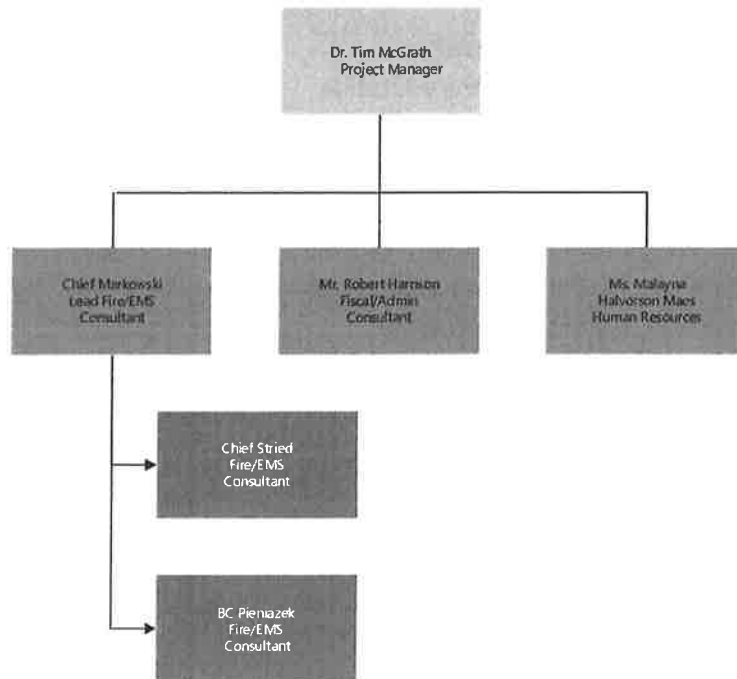 Dr. Tim McGrath
Project Manager
Chief Markowski
Lead Fire/EMS
Consultant
Mr. Robert Harrison
Fiscal/Admin
Consultant
Ms. Malayna
Halvorson Maes
Human Resources
Chief Stried
Fire/EMS
Consultant
BC Pieniazek
Fire/EMS
Consultant